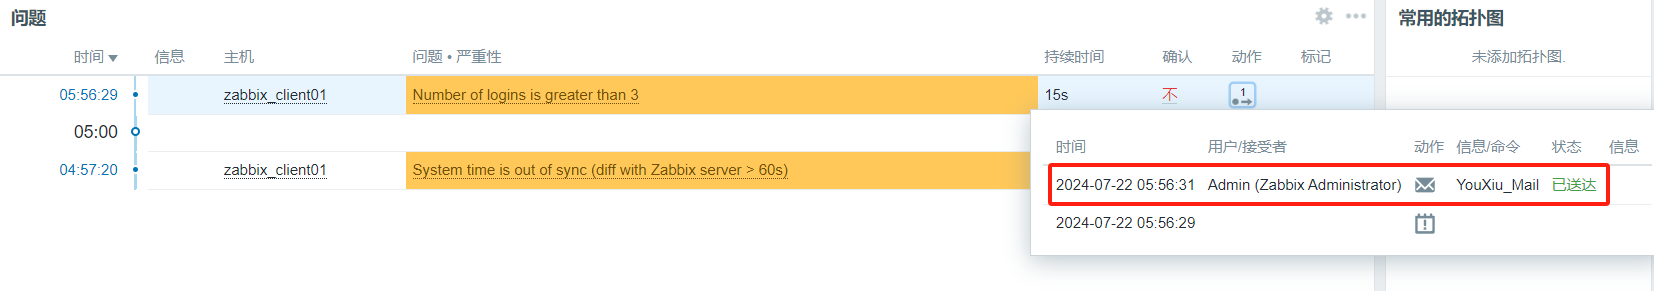 问题
常用的拓扑图
时间 信息 主机 问题 • 严重性 持续时间 确认 动作 标记
未添加拓扑图.
05:56:29 zabbix_client01 Number of logins is greater than 3 15s 不 1
05:00
04:57:20 zabbix_client01 System time is out of sync (diff with Zabbix server > 60s)
时间 用户/接受者 动作 信息/命令 状态 信息
2024-07-22 05:56:31 Admin (Zabbix Administrator) YouXiu_Mail 已送达
2024-07-22 05:56:29